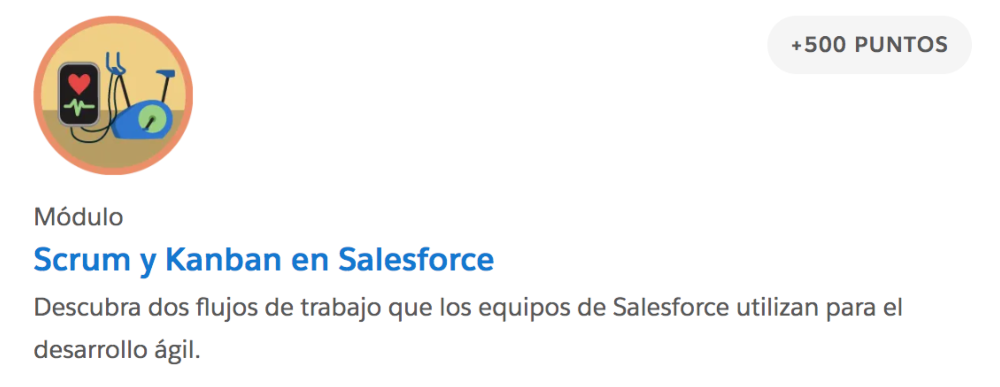 +500 PUNTOS
Módulo
Scrum y Kanban en Salesforce
Descubra dos flujos de trabajo que los equipos de Salesforce utilizan para el
desarrollo ágil.